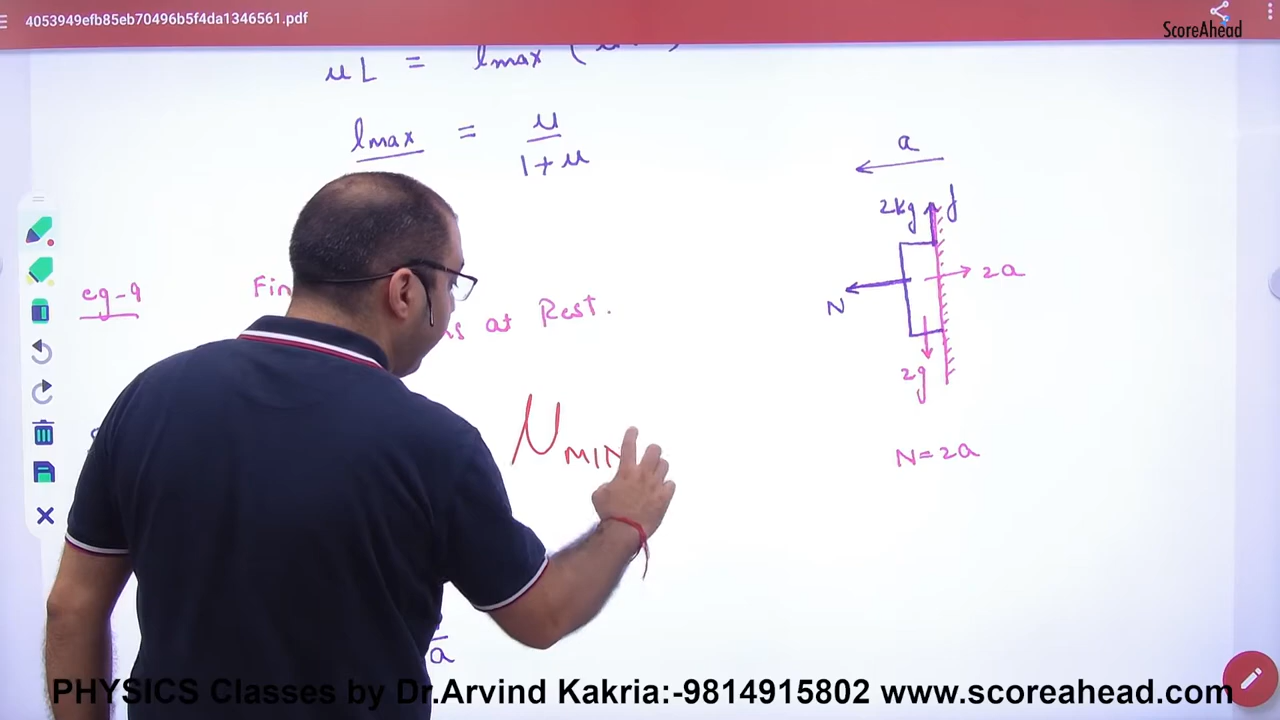 4053949efb85eb70496b5f4da1346561.pdf
ScoreAhead
μL = lmax (
lmax = μ / 1+μ
a
2kg f
2a
N
2g
eg-9 Fin at Rest.
μMIN
N=2a
a
PHYSICS Classes by Dr.Arvind Kakria:-9814915802 www.scoreahead.com